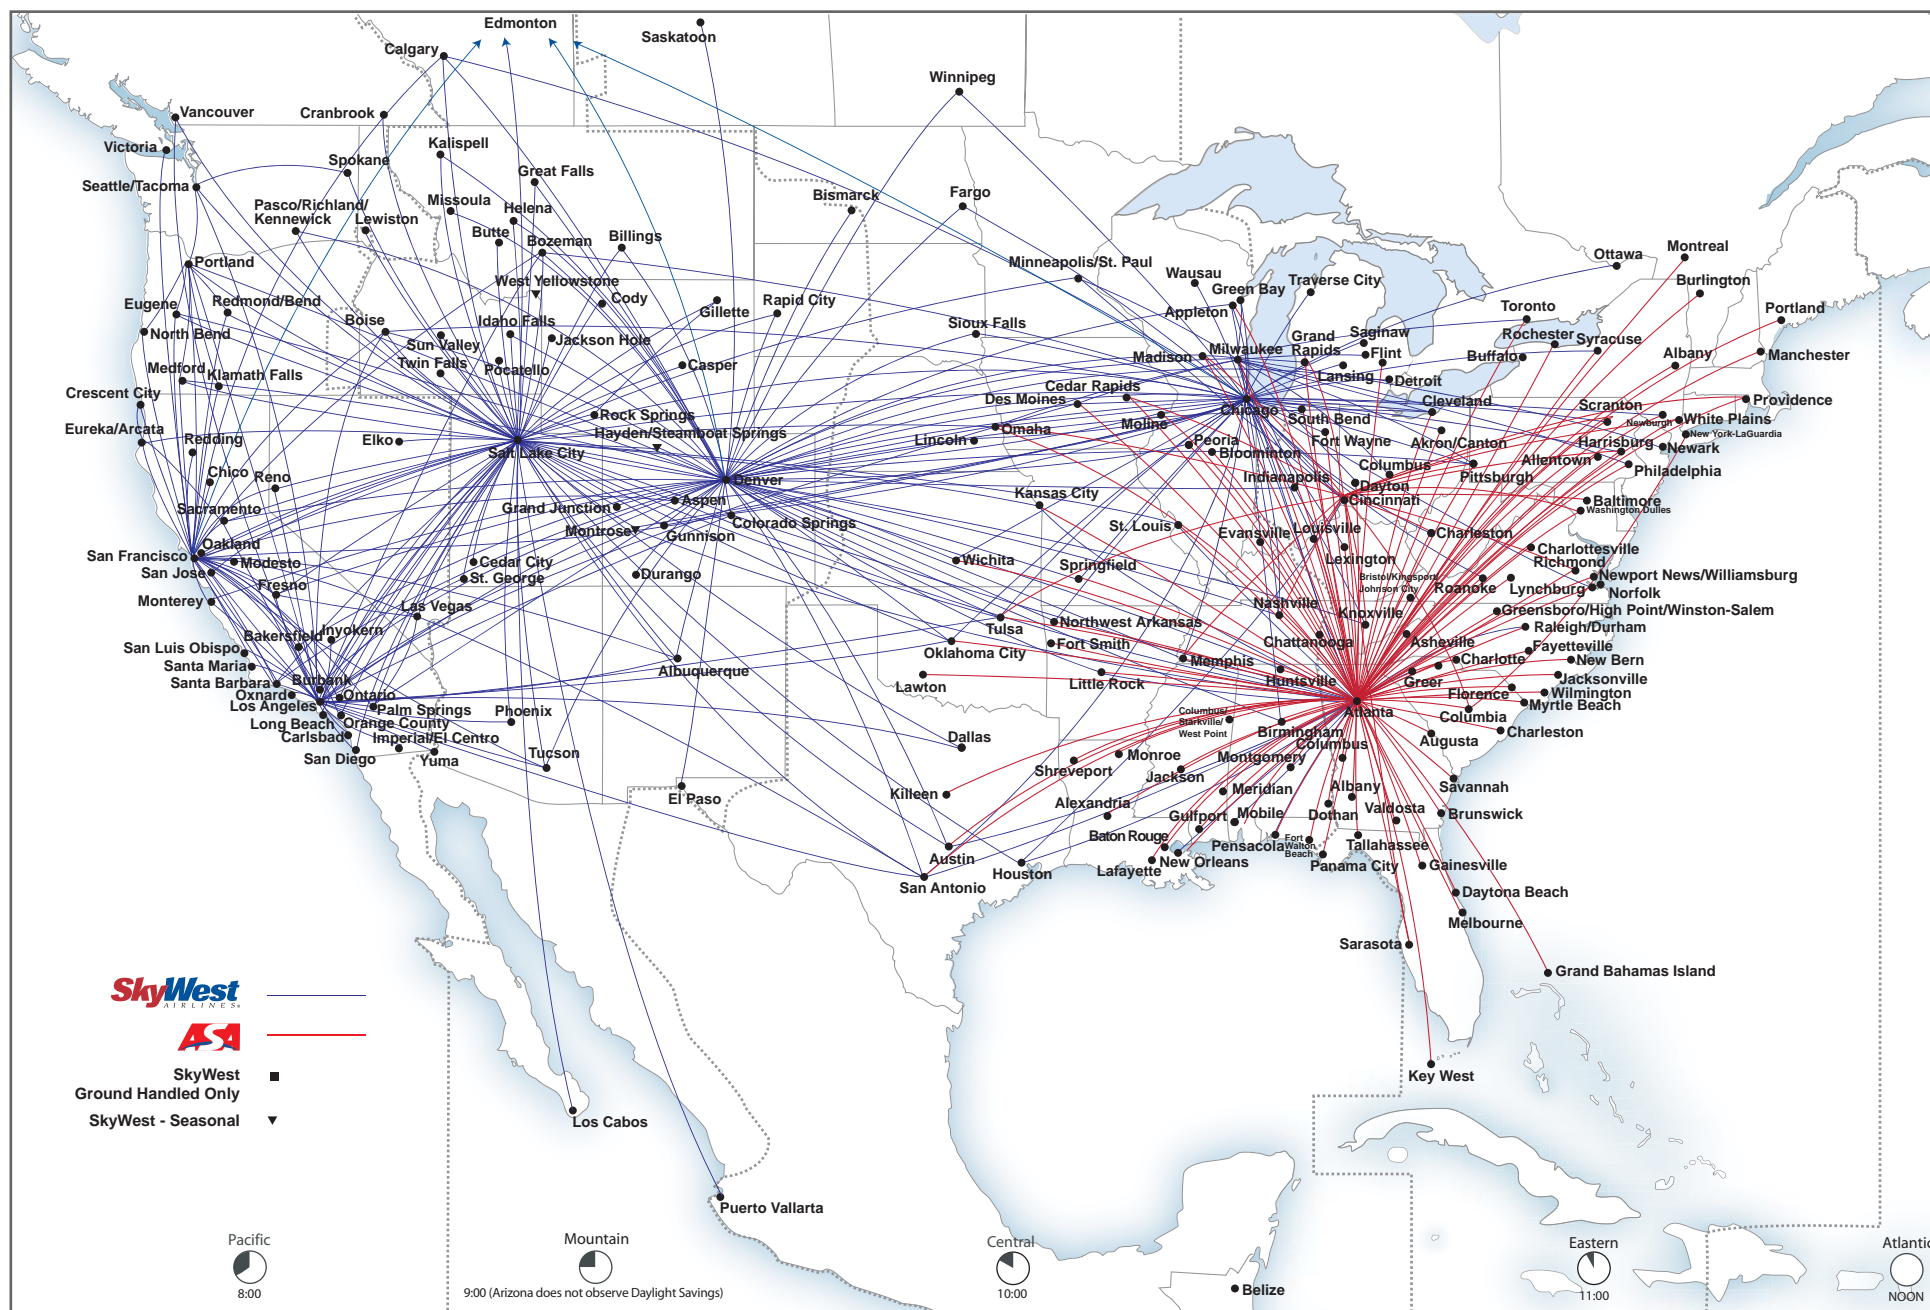 Edmonton
Saskatoon
Calgary
Winnipeg
Vancouver
Cranbrook
Victoria
Kalispell
Spokane
Great Falls
Seattle/Tacoma
Bismarck
Fargo
Pasco/Richland/
Kennewick
Missoula
Lewiston
Helena
Butte
Bozeman
Billings
Ottawa
Montreal
Portland
Minneapolis/St. Paul
Wausau
Green Bay
Traverse City
Burlington
West Yellowstone
Eugene
Redmond/Bend
Cody
Gillette
Rapid City
Appleton
Toronto
Portland
North Bend
Boise
Idaho Falls
Sioux Falls
Grand
Rapids
Saginaw
Rochester
Syracuse
Sun Valley
Jackson Hole
Madison
Milwaukee
Flint
Buffalo
Albany
Manchester
Medford
Klamath Falls
Twin Falls
Pocatello
Casper
Lansing
Detroit
Crescent City
Cedar Rapids
Des Moines
Chicago
Cleveland
Scranton
Providence
Rock Springs
South Bend
Newburgh
White Plains
Eureka/Arcata
Redding
Elko
Hayden/Steamboat Springs
Lincoln
Omaha
Moline
Peoria
Fort Wayne
Akron/Canton
Harrisburg
New York-LaGuardia
Newark
Salt Lake City
Bloominton
Allentown
Chico
Reno
Denver
Indianapolis
Columbus
Dayton
Pittsburgh
Philadelphia
Sacramento
Grand Junction
Aspen
Kansas City
Cincinnati
Baltimore
Washington Dulles
Montrose
Gunnison
Colorado Springs
St. Louis
Evansville
Louisville
Charleston
San Francisco
Oakland
Modesto
San Jose
Cedar City
St. George
Durango
Wichita
Springfield
Lexington
Charlottesville
Richmond
Fresno
Bristol/Kingsport
Johnson City
Roanoke
Lynchburg
Newport News/Williamsburg
Norfolk
Monterey
Las Vegas
Nashville
Knoxville
Greensboro/High Point/Winston-Salem
Bakersfield
Inyokern
Tulsa
Northwest Arkansas
Chattanooga
Asheville
Raleigh/Durham
San Luis Obispo
Oklahoma City
Fort Smith
Fayetteville
Santa Maria
Albuquerque
Memphis
Charlotte
New Bern
Santa Barbara
Burbank
Lawton
Little Rock
Huntsville
Greer
Jacksonville
Oxnard
Ontario
Florence
Wilmington
Los Angeles
Palm Springs
Phoenix
Atlanta
Columbia
Myrtle Beach
Long Beach
Orange County
Columbus/
Starkville/
West Point
Birmingham
Charleston
Carlsbad
Imperial/El Centro
Dallas
Columbus
Augusta
San Diego
Yuma
Tucson
Shreveport
Monroe
Jackson
Montgomery
El Paso
Killeen
Alexandria
Meridian
Albany
Savannah
Gulfport
Mobile
Dothan
Valdosta
Brunswick
Baton Rouge
Pensacola
Fort
Walton
Beach
Tallahassee
Austin
Lafayette
New Orleans
Panama City
Gainesville
San Antonio
Houston
Daytona Beach
Melbourne
Sarasota
Grand Bahamas Island
SkyWest
AIRLINES
ASA
SkyWest
Ground Handled Only
SkyWest - Seasonal
Key West
Los Cabos
Puerto Vallarta
Belize
Pacific
8:00
Mountain
9:00 (Arizona does not observe Daylight Savings)
Central
10:00
Eastern
11:00
Atlantic
NOON